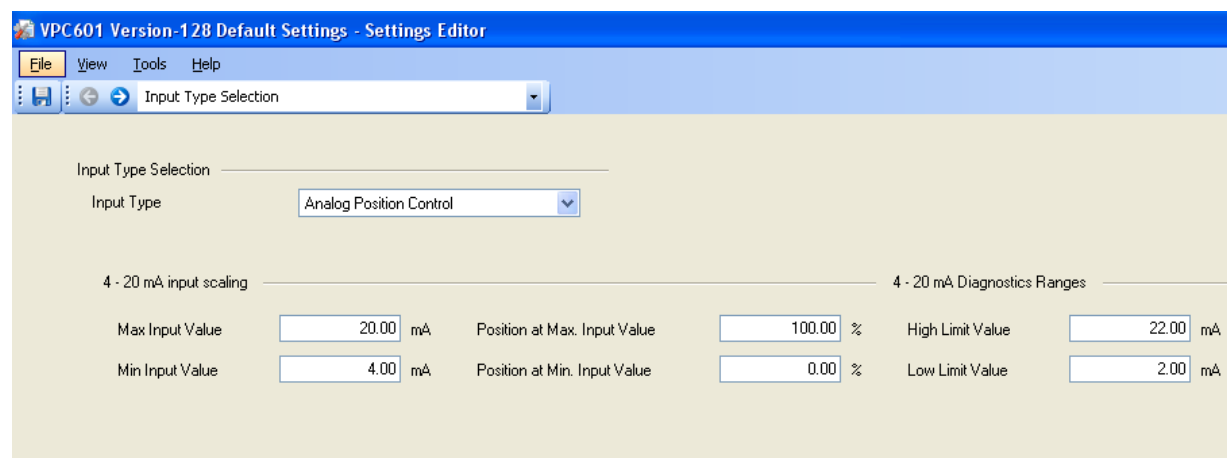 VPC601 Version-128 Default Settings - Settings Editor
File View Tools Help
Input Type Selection
Input Type Selection
Input Type Analog Position Control
4 - 20 mA input scaling 4 - 20 mA Diagnostics Ranges
Max Input Value 20.00 mA Position at Max. Input Value 100.00 % High Limit Value 22.00 mA
Min Input Value 4.00 mA Position at Min. Input Value 0.00 % Low Limit Value 2.00 mA